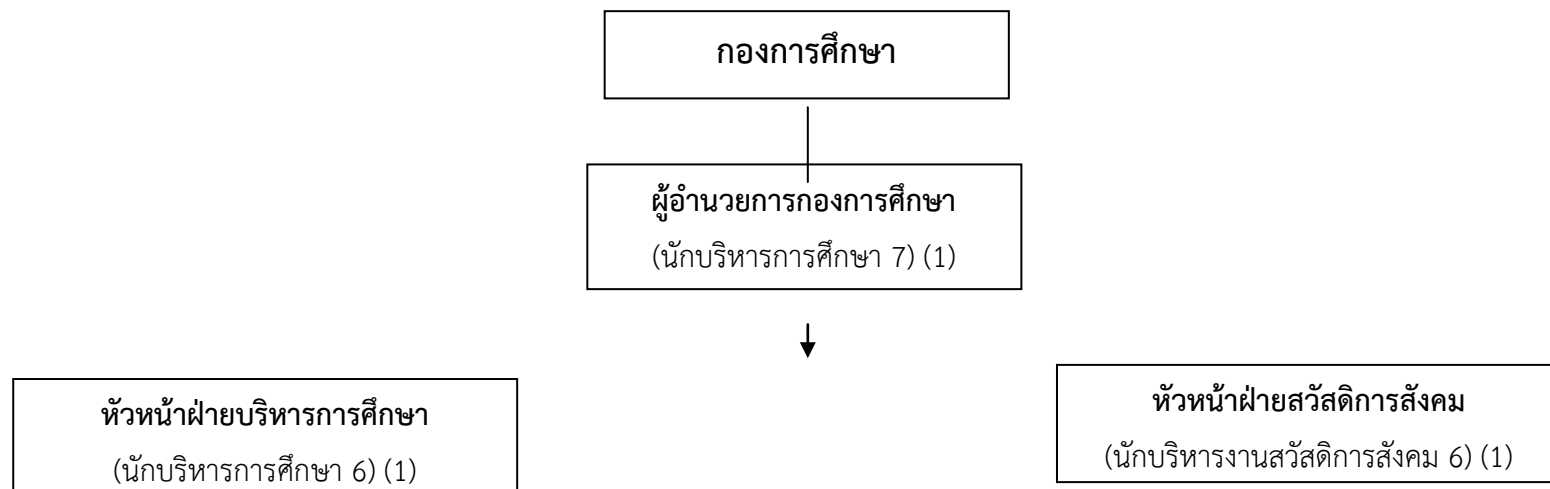 กองการศึกษา
ผู้อำนวยการกองการศึกษา
(นักบริหารการศึกษา 7) (1)
หัวหน้าฝ่ายบริหารการศึกษา
(นักบริหารการศึกษา 6) (1)
หัวหน้าฝ่ายสวัสดิการสังคม
(นักบริหารงานสวัสดิการสังคม 6) (1)